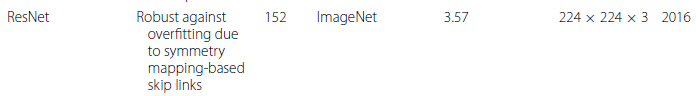 ResNet Robust against 152 ImageNet 3.57 224 × 224 × 3 2016
overfitting due
to symmetry
mapping-based
skip links